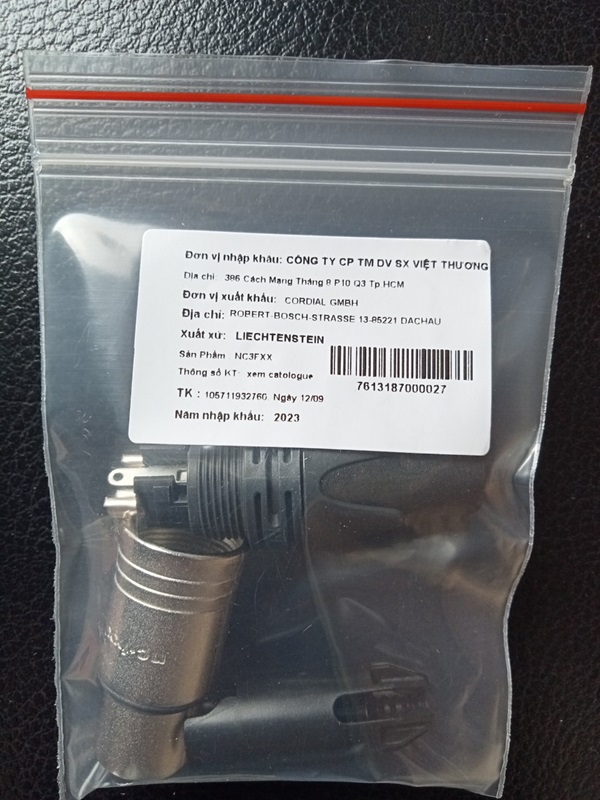 Đơn vị nhập khẩu: CÔNG TY CP TM DV SX VIỆT THƯƠNG
Địa chỉ: 386 Cách Mạng Tháng 8 P10 Q3 Tp HCM
Đơn vị xuất khẩu: CORDIAL GMBH
Địa chỉ: ROBERT-BOSCH-STRASSE 13-85221 DACHAU
Xuất xứ: LIECHTENSTEIN
Sản Phẩm NC3FXX
Thông số KT: xem catologue
7613187000027
TK : 105711932760 Ngày 12/09
Năm nhập khẩu: 2023